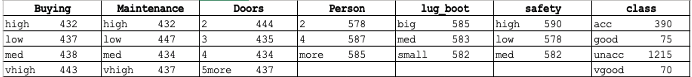 Buying Maintenance Doors Person lug_boot safety class
high 432 high 432 2 444 2 578 big 585 high 590 acc 390
low 437 low 447 3 435 4 587 med 583 low 578 good 75
med 438 med 434 4 434 more 585 small 582 med 582 unacc 1215
vhigh 443 vhigh 437 5more 437 vgood 70